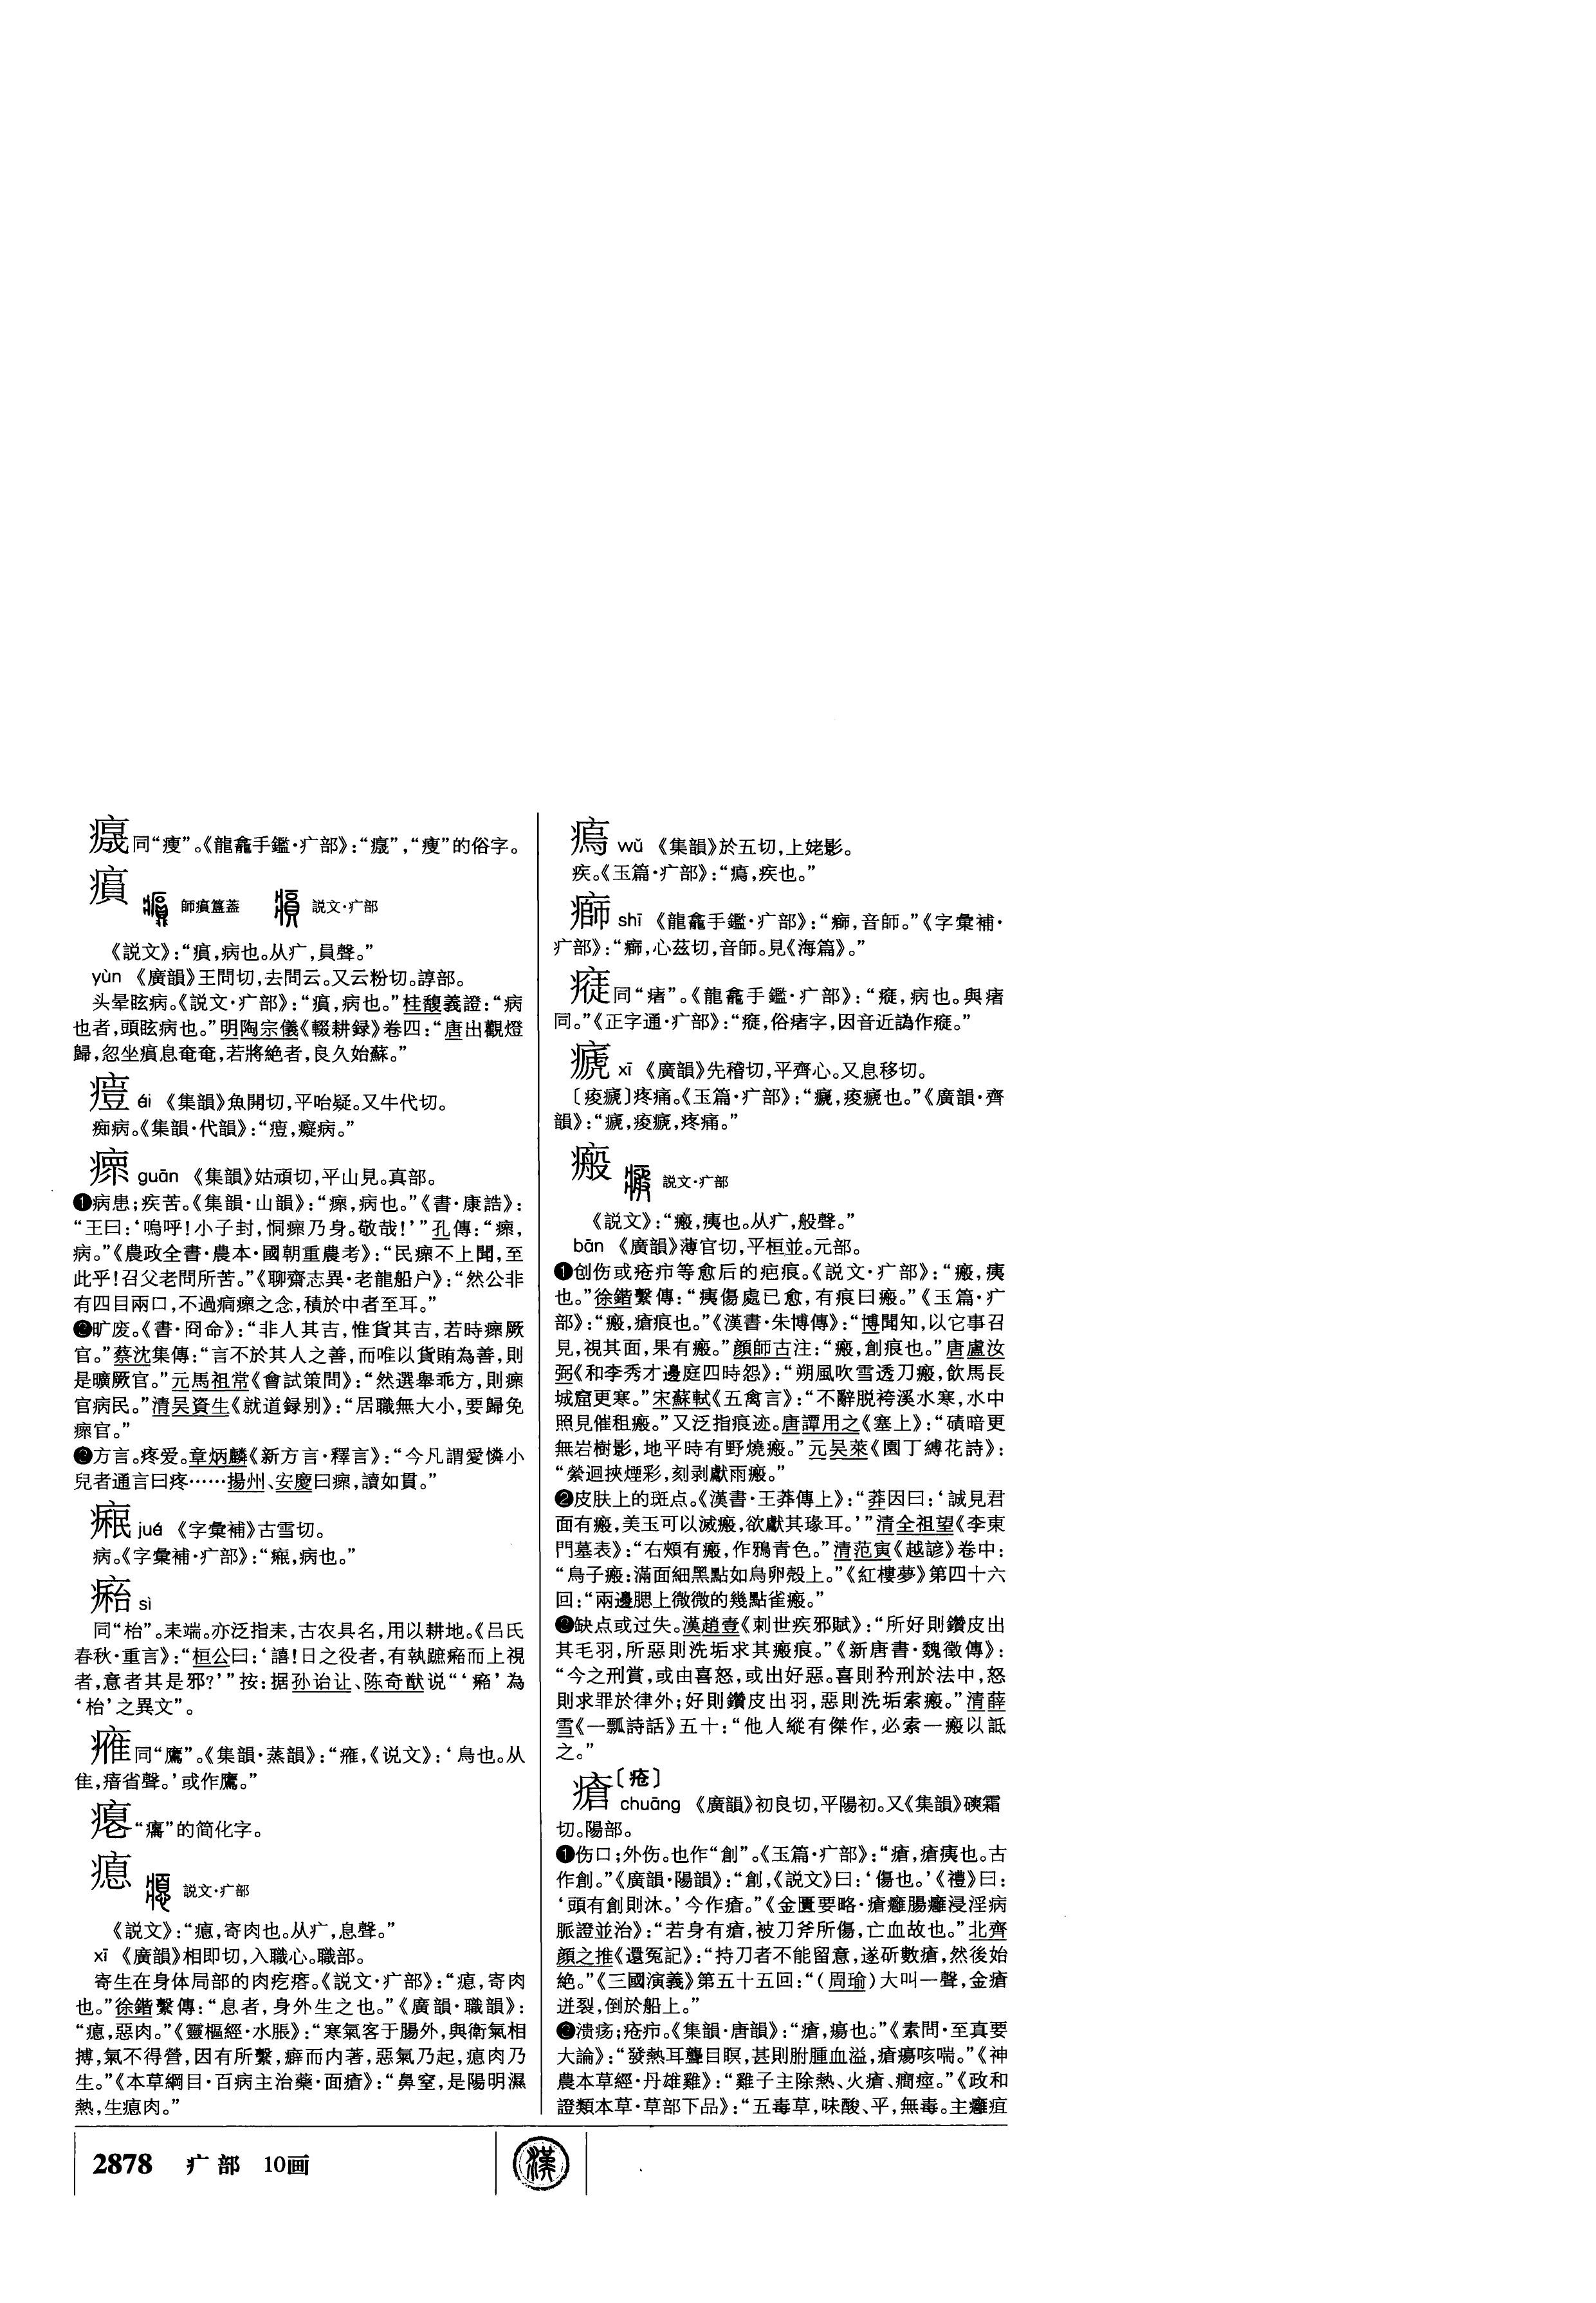 同“瘦”。《龍龕手鑑·疒部》：“𤸃”，“瘦”的俗字。
㾓 師㾓簋蓋 説文·疒部
《説文》：“㾓，病也。从疒，員聲。”
yùn 《廣韻》王問切，去問云。又云粉切。諄部。
头晕眩病。《説文·疒部》：“㾓，病也。”桂馥義證：“病
也者，頭眩病也。”明陶宗儀《輟耕録》卷四：“唐出觀燈
歸，忽坐㾓息奄奄，若將絶者，良久始蘇。”
ái 《集韻》魚開切，平咍疑。又牛代切。
痴病。《集韻·代韻》：“，癡病。”
瘝 guān 《集韻》姑頑切，平山見。真部。
❶病患；疾苦。《集韻·山韻》：“瘝，病也。”《書·康誥》：
“王曰：‘嗚呼！小子封，恫瘝乃身。敬哉！’”孔傳：“瘝，
病。”《農政全書·農本·國朝重農考》：“民瘝不上聞，至
此乎！召父老問所苦。”《聊齋志異·老龍船户》：“然公非
有四目兩口，不過痌瘝之念，積於中者至耳。”
❷旷废。《書·冏命》：“非人其吉，惟貨其吉，若時瘝厥
官。”蔡沈集傳：“言不於其人之善，而唯以貨賄為善，則
是曠厥官。”元馬祖常《會試策問》：“然選舉乖方，則瘝
官病民。”清吴資生《就道録别》：“居職無大小，要歸免
瘝官。”
❸方言。疼爱。章炳麟《新方言·釋言》：“今凡謂愛憐小
兒者通言曰疼……揚州、安慶曰瘝，讀如貫。”
jué 《字彙補》古雪切。
病。《字彙補·疒部》：“，病也。”
sì
同“枱”。耒端。亦泛指耒，古农具名，用以耕地。《吕氏
春秋·重言》：“桓公曰：‘譆！日之役者，有執蹠㾷而上視
者，意者其是邪？’”按：据孙诒让、陈奇猷说“‘㾷’為
‘枱’之異文”。
同“鷹”。《集韻·蒸韻》：“，《说文》：‘鳥也。从
隹，瘖省聲。’或作鷹。”
瘪 “癟”的简化字。
瘜 説文·疒部
《説文》：“瘜，寄肉也。从疒，息聲。”
xī 《廣韻》相即切，入職心。職部。
寄生在身体局部的肉疙瘩。《説文·疒部》：“瘜，寄肉
也。”徐鍇繫傳：“息者，身外生之也。”《廣韻·職韻》：
“瘜，惡肉。”《靈樞經·水脹》：“寒氣客于腸外，與衛氣相
搏，氣不得營，因有所繫，癖而内著，惡氣乃起，瘜肉乃
生。”《本草綱目·百病主治藥·面瘡》：“鼻窒，是陽明濕
熱，生瘜肉。”
wǔ 《集韻》於五切，上姥影。
疾。《玉篇·疒部》：“，疾也。”
shī 《龍龕手鑑·疒部》：“，音師。”《字彙補·
疒部》：“，心茲切，音師。見《海篇》。”
同“瘏”。《龍龕手鑑·疒部》：“，病也。與瘏
同。”《正字通·疒部》：“，俗瘏字，因音近譌作。”
㾷 xī 《廣韻》先稽切，平齊心。又息移切。
〔痠〕疼痛。《玉篇·疒部》：“，痠也。”《廣韻·齊
韻》：“，痠，疼痛。”
瘢 説文·疒部
《説文》：“瘢，痍也。从疒，般聲。”
bān 《廣韻》薄官切，平桓並。元部。
❶创伤或疮疖等愈后的疤痕。《説文·疒部》：“瘢，痍
也。”徐鍇繫傳：“痍傷處已愈，有痕曰瘢。”《玉篇·疒
部》：“瘢，瘡痕也。”《漢書·朱博傳》：“博聞知，以它事召
見，視其面，果有瘢。”顔師古注：“瘢，創痕也。”唐盧汝
弼《和李秀才邊庭四時怨》：“朔風吹雪透刀瘢，飲馬長
城窟更寒。”宋蘇軾《五禽言》：“不辭脱袴溪水寒，水中
照見催租瘢。”又泛指痕迹。唐譚用之《塞上》：“磧暗更
無岩樹影，地平時有野燒瘢。”元吴萊《園丁縛花詩》：
“縈迴挾煙彩，刻剥獻雨瘢。”
❷皮肤上的斑点。《漢書·王莽傳上》：“莽因曰：‘誠見君
面有瘢，美玉可以滅瘢，欲獻其瑑耳。’”清全祖望《李東
門墓表》：“右頰有瘢，作鴉青色。”清范寅《越諺》卷中：
“鳥子瘢：滿面細黑點如鳥卵殻上。”《紅樓夢》第四十六
回：“兩邊腮上微微的幾點雀瘢。”
❸缺点或过失。漢趙壹《刺世疾邪賦》：“所好則鑽皮出
其毛羽，所惡則洗垢求其瘢痕。”《新唐書·魏徵傳》：
“今之刑賞，或由喜怒，或出好惡。喜則矜刑於法中，怒
則求罪於律外；好則鑽皮出羽，惡則洗垢索瘢。”清薛
雪《一瓢詩話》五十：“他人縱有傑作，必索一瘢以詆
之。”
瘡〔疮〕
chuāng 《廣韻》初良切，平陽初。又《集韻》磢霜
切。陽部。
❶伤口；外伤。也作“創”。《玉篇·疒部》：“瘡，瘡痍也。古
作創。”《廣韻·陽韻》：“創，《説文》曰：‘傷也。’《禮》曰：
‘頭有創則沐。’今作瘡。”《金匱要略·瘡癰腸癰浸淫病
脈證並治》：“若身有瘡，被刀斧所傷，亡血故也。”北齊
顔之推《還冤記》：“持刀者不能留意，遂斫數瘡，然後始
絶。”《三國演義》第五十五回：“（周瑜）大叫一聲，金瘡
迸裂，倒於船上。”
❷溃疡；疮疖。《集韻·唐韻》：“瘡，瘍也。”《素問·至真要
大論》：“發熱耳聾目瞑，甚則胕腫血溢，瘡瘍咳喘。”《神
農本草經·丹雄雞》：“雞子主除熱、火瘡、癎痙。”《政和
證類本草·草部下品》：“五毒草，味酸、平，無毒。主癰疽
2878 疒部 10画
漢